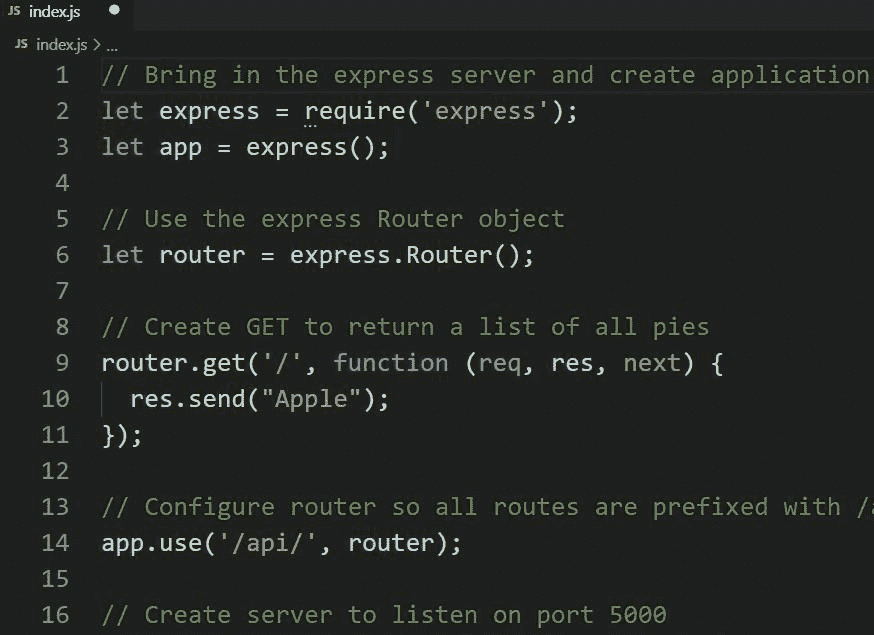 JS index.js
JS index.js > ...
1 // Bring in the express server and create application
2 let express = require('express');
3 let app = express();
4
5 // Use the express Router object
6 let router = express.Router();
7
8 // Create GET to return a list of all pies
9 router.get('/', function (req, res, next) {
10 res.send("Apple");
11 });
12
13 // Configure router so all routes are prefixed with
14 app.use('/api/', router);
15
16 // Create server to listen on port 5000